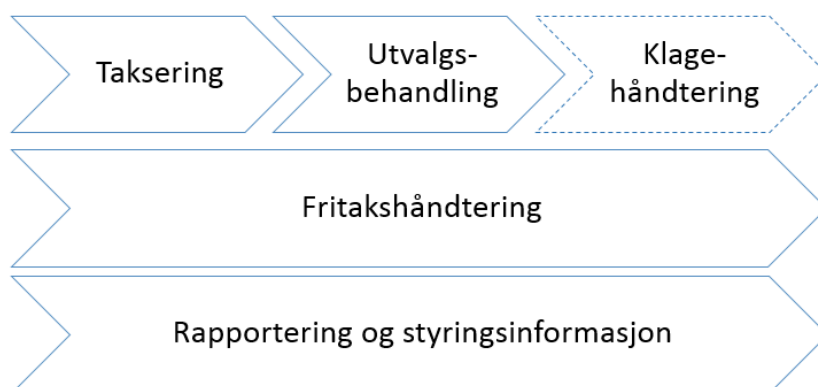 Taksering
Utvalgs-
behandling
Klage-
håndtering
Fritakshåndtering
Rapportering og styringsinformasjon